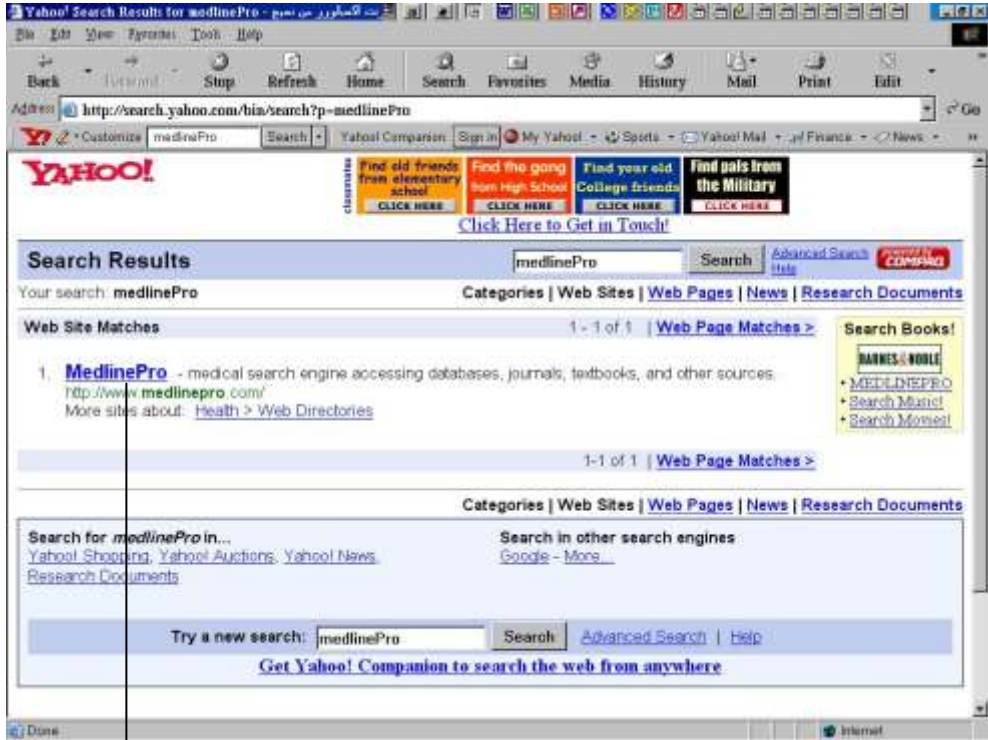 Yahoo! Search Results for medlinePro -
File Edit View Favorites Tools Help
Back Forward Stop Refresh Home Search Favorites Media History Mail Print Edit
Address http://search.yahoo.com/bin/search?p=medlinePro Go
Y7 Customize medlinePro Search Yahoo! Companion Sign in My Yahoo! Sports Yahoo! Mail Finance News
YAHOO!
classmates
Find old friends from elementary school CLICK HERE
Find the gang from High School CLICK HERE
Find your old College friends CLICK HERE
Find pals from the Military CLICK HERE
Click Here to Get in Touch!
Search Results medlinePro Search Advanced Search Help powered by COMPAQ
Your search: medlinePro Categories | Web Sites | Web Pages | News | Research Documents
Web Site Matches 1 - 1 of 1 | Web Page Matches >
1. MedlinePro - medical search engine accessing databases, journals, textbooks, and other sources.
http://www.medlinepro.com/
More sites about: Health > Web Directories
Search Books!
BARNES & NOBLE
• MEDLINEPRO
• Search Music!
• Search Movies!
1-1 of 1 | Web Page Matches >
Categories | Web Sites | Web Pages | News | Research Documents
Search for medlinePro in...
Yahoo! Shopping, Yahoo! Auctions, Yahoo! News,
Research Documents
Search in other search engines
Google - More...
Try a new search: medlinePro Search Advanced Search | Help
Get Yahoo! Companion to search the web from anywhere
Done Internet